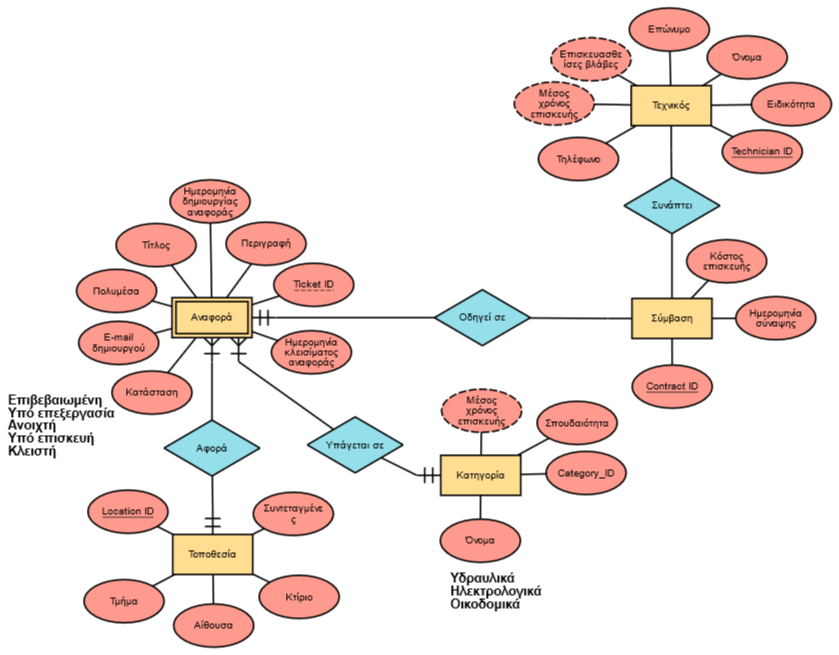 Επώνυμο
Επισκευασθε
ίσες βλάβες
Όνομα
Μέσος
χρόνος
επισκευής
Τεχνικός
Ειδικότητα
Τηλέφωνο
Technician ID
Συνάπτει
Ημερομηνία
δημιουργίας
αναφοράς
Τίτλος
Περιγραφή
Πολυμέσα
Ticket ID
Αναφορά
E-mail
δημιουργού
Ημερομηνία
κλεισίματος
αναφοράς
Κατάσταση
Οδηγεί σε
Κόστος
επισκευής
Σύμβαση
Ημερομηνία
σύναψης
Contract ID
Επιβεβαιωμένη
Υπό επεξεργασία
Ανοιχτή
Υπό επισκευή
Κλειστή
Αφορά
Υπάγεται σε
Μέσος
χρόνος
επισκευής
Σπουδαιότητα
Κατηγορία
Category_ID
Όνομα
Υδραυλικά
Ηλεκτρολογικά
Οικοδομικά
Location ID
Συντεταγμένε
ς
Τοποθεσία
Τμήμα
Αίθουσα
Κτίριο